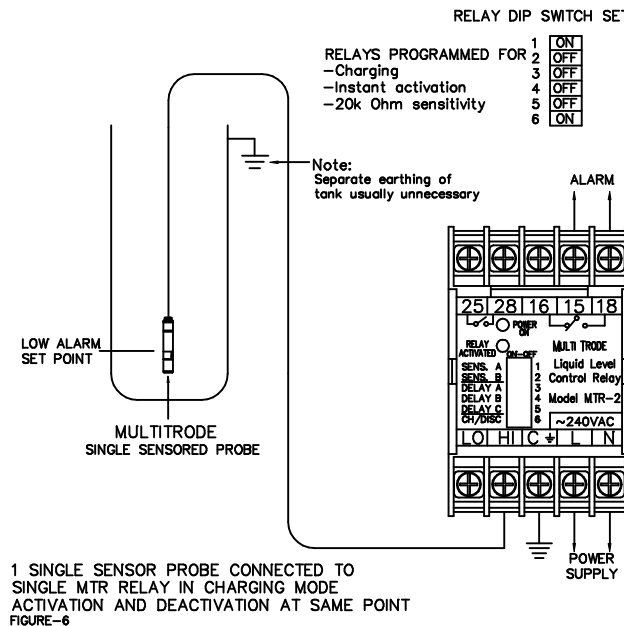 RELAY DIP SWITCH SET
RELAYS PROGRAMMED FOR
-Charging
-Instant activation
-20k Ohm sensitivity
1 ON
2 OFF
3 OFF
4 OFF
5 OFF
6 ON
Note:
Separate earthing of
tank usually unnecessary
ALARM
25 28 16 15 18
POWER
ON
RELAY
ACTIVATED
ON-OFF
MULTI TRODE
Liquid Level
Control Relay
Model MTR-2
SENS. A 1
SENS. B 2
DELAY A 3
DELAY B 4
DELAY C 5
CH/DISC 6
~240VAC
LO HI C L N
LOW ALARM
SET POINT
MULTITRODE
SINGLE SENSORED PROBE
POWER
SUPPLY
1 SINGLE SENSOR PROBE CONNECTED TO
SINGLE MTR RELAY IN CHARGING MODE
ACTIVATION AND DEACTIVATION AT SAME POINT
FIGURE-6